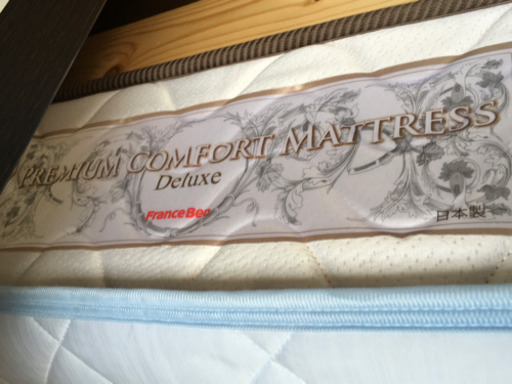 PREMIUM COMFORT MATTRESS
Deluxe
FranceBed
日本製